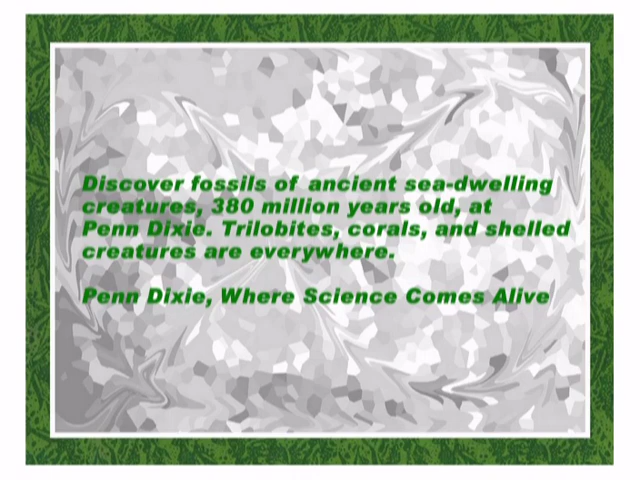 Discover fossils of ancient sea-dwelling
creatures, 380 million years old, at
Penn Dixie. Trilobites, corals, and shelled
creatures are everywhere.
Penn Dixie, Where Science Comes Alive